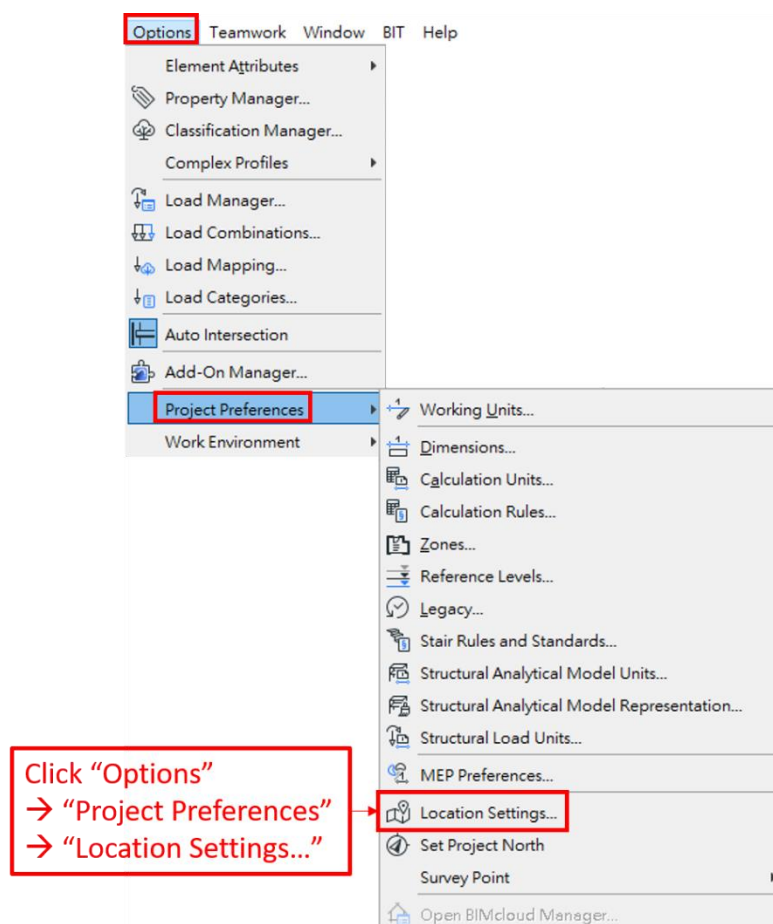 Options Teamwork Window BIT Help
Element Attributes
Property Manager...
Classification Manager...
Complex Profiles
Load Manager...
Load Combinations...
Load Mapping...
Load Categories...
Auto Intersection
Add-On Manager...
Project Preferences
Work Environment
Working Units...
Dimensions...
Calculation Units...
Calculation Rules...
Zones...
Reference Levels...
Legacy...
Stair Rules and Standards...
Structural Analytical Model Units...
Structural Analytical Model Representation...
Structural Load Units...
MEP Preferences...
Location Settings...
Set Project North
Survey Point
Open BIMcloud Manager...
Click “Options”
→ “Project Preferences”
→ “Location Settings...”